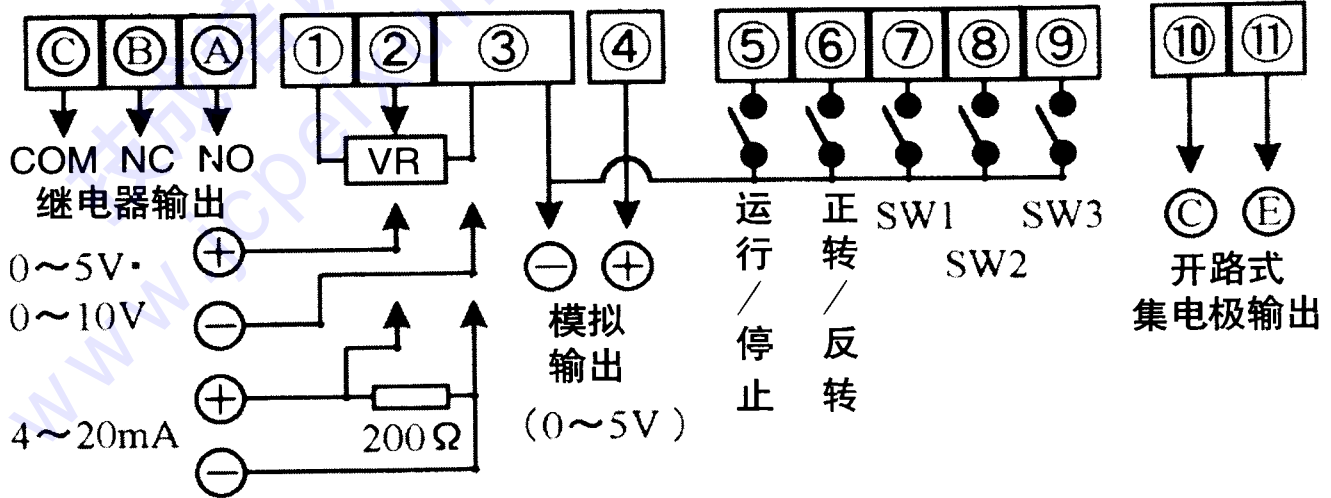 Ⓒ Ⓑ Ⓐ ① ② ③ ④ ⑤ ⑥ ⑦ ⑧ ⑨ ⑩ ⑪
COM NC NO
VR
继电器输出
0～5V·
0～10V
+
−
+
−
4～20mA
200Ω
− +
模拟
输出
(0～5V)
运行/停止
正转/反转
SW1
SW2
SW3
Ⓒ Ⓔ
开路式
集电极输出